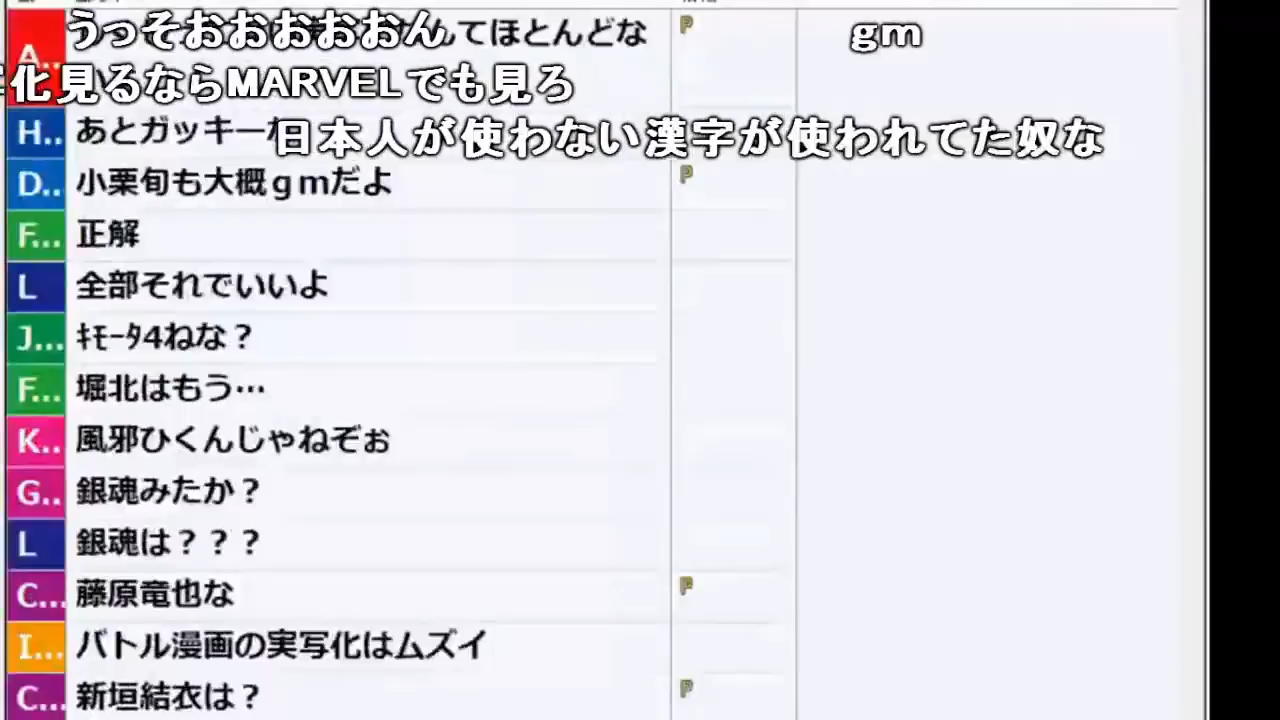 うっそおおおおおおん
gm
てほとんどな
A..
化見るならMARVELでも見ろ
H.. あとガッキー
日本人が使わない漢字が使われてた奴な
D.. 小栗旬も大概ｇｍだよ P
F... 正解
L 全部それでいいよ
J... ｷﾓｰﾀ4ねな？
F... 堀北はもう…
K.. 風邪ひくんじゃねぞぉ
G.. 銀魂みたか？
L 銀魂は？？？
C... 藤原竜也な P
I... バトル漫画の実写化はムズイ
C... 新垣結衣は？ P